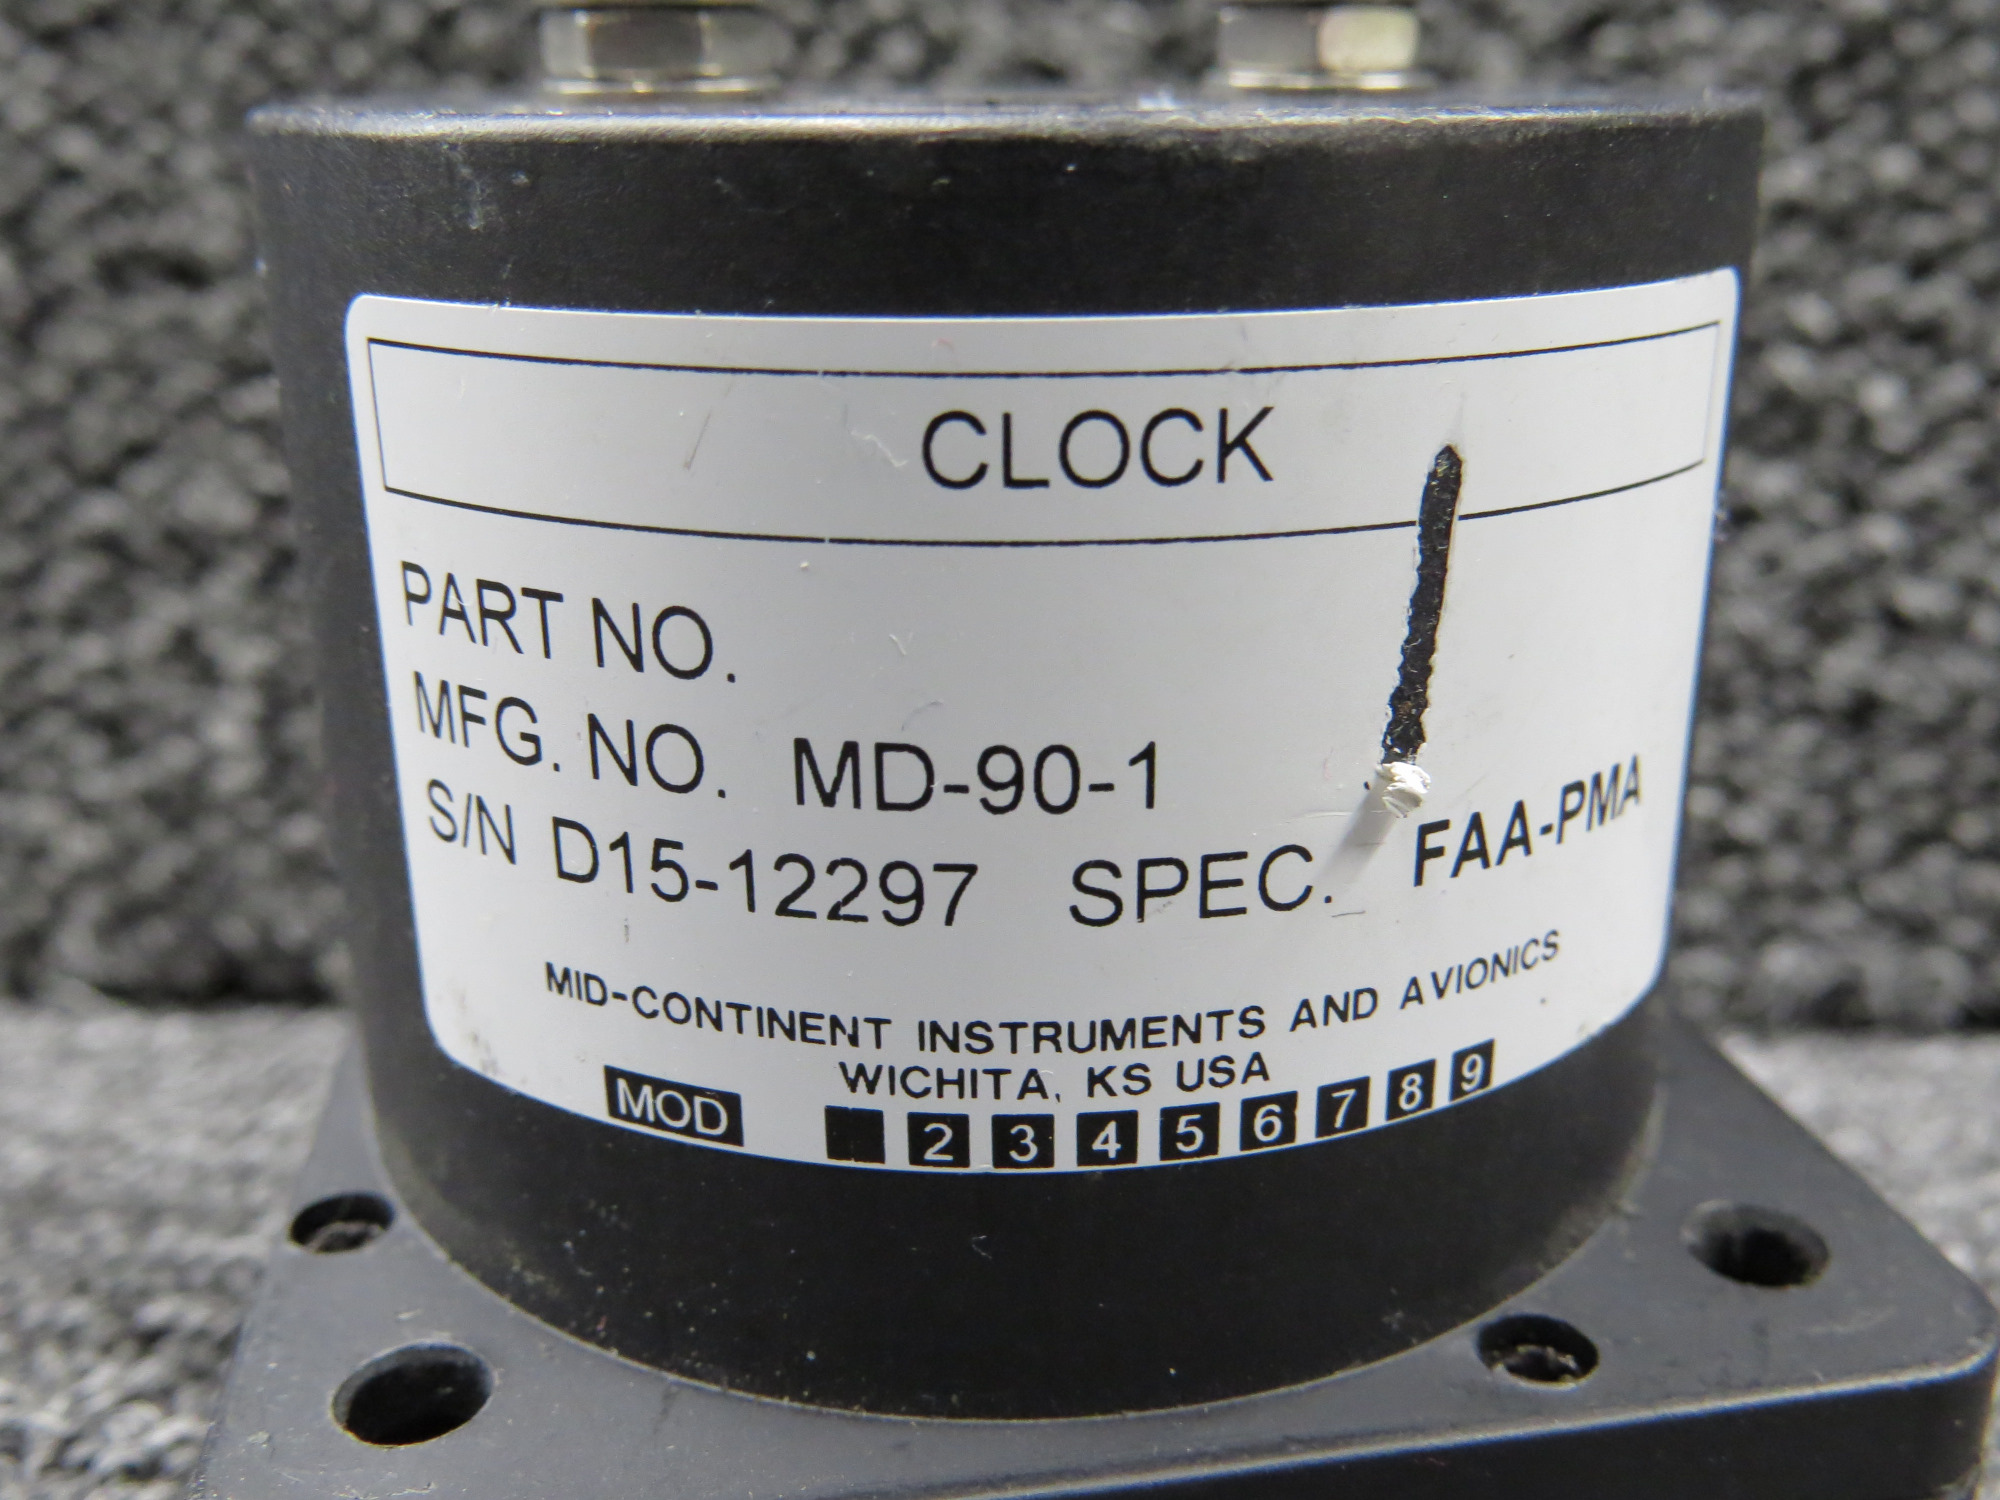 CLOCK
PART NO.
MFG. NO. MD-90-1
S/N D15-12297 SPEC. FAA-PMA
MID-CONTINENT INSTRUMENTS AND AVIONICS
WICHITA, KS USA
MOD 2 3 4 5 6 7 8 9